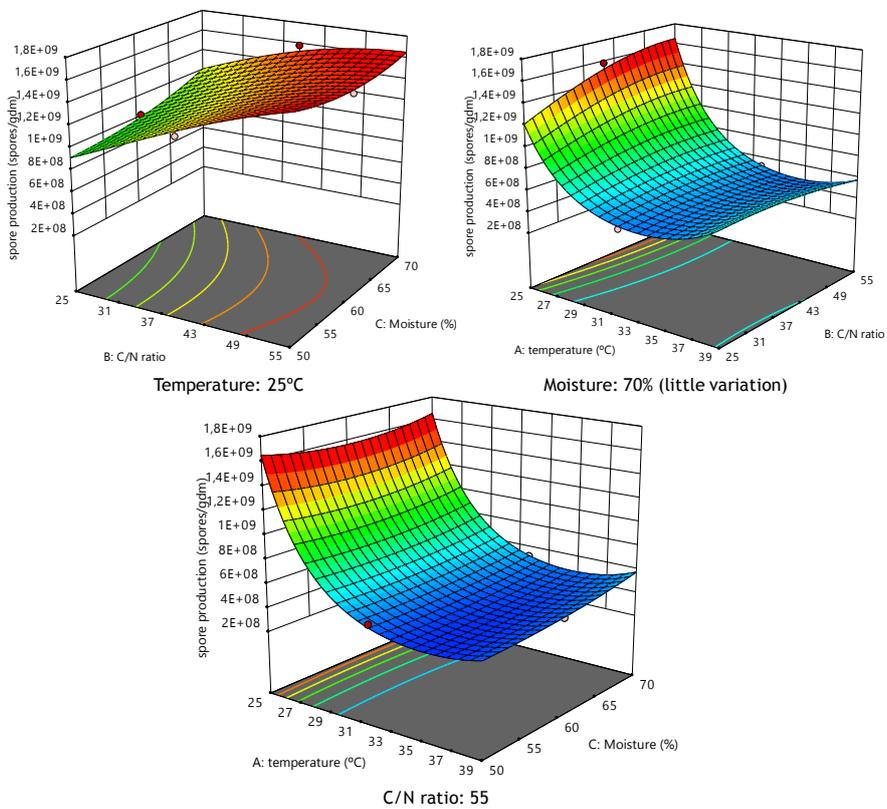 spore production (spores/gdm)
1,8E+09
1,6E+09
1,4E+09
1,2E+09
1E+09
8E+08
6E+08
4E+08
2E+08
25
31
37
43
49
55
50
55
60
65
70
B: C/N ratio
C: Moisture (%)
Temperature: 25ºC
spore production (spores/gdm)
1,8E+09
1,6E+09
1,4E+09
1,2E+09
1E+09
8E+08
6E+08
4E+08
2E+08
25
27
29
31
33
35
37
39
25
31
37
43
49
55
A: temperature (ºC)
B: C/N ratio
Moisture: 70% (little variation)
spore production (spores/gdm)
1,8E+09
1,6E+09
1,4E+09
1,2E+09
1E+09
8E+08
6E+08
4E+08
2E+08
25
27
29
31
33
35
37
39
50
55
60
65
70
A: temperature (ºC)
C: Moisture (%)
C/N ratio: 55